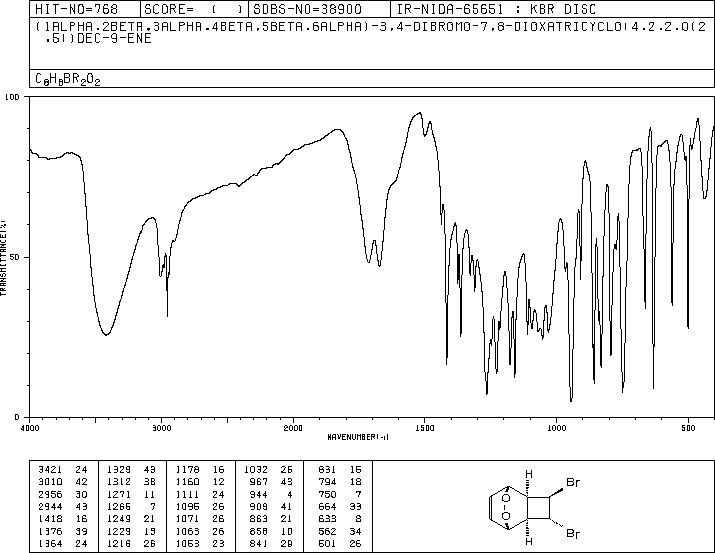 HIT-NO=768 SCORE= ( ) SDBS-NO=38900 IR-NIDA-65651 : KBR DISC
(1ALPHA,2BETA,3ALPHA,4BETA,5BETA,6ALPHA)-3,4-DIBROMO-7,8-DIOXATRICYCLO(4.2.2.0(2
,5))DEC-9-ENE
C8H8BR2O2
100
50
0
TRANSMITTANCE(%)
4000 3000 2000 1500 1000 500
WAVENUMBER(-1)
3421 24 1329 49 1178 16 1032 26 831 15
3010 42 1312 38 1160 12 967 43 794 18
2956 30 1271 11 1111 24 944 4 750 7
2944 43 1266 7 1095 26 909 41 664 33
1418 16 1249 21 1071 26 863 21 633 8
1376 39 1229 13 1063 26 858 10 562 34
1364 24 1216 26 1053 23 841 29 501 26
H
Br
O
O
Br
H